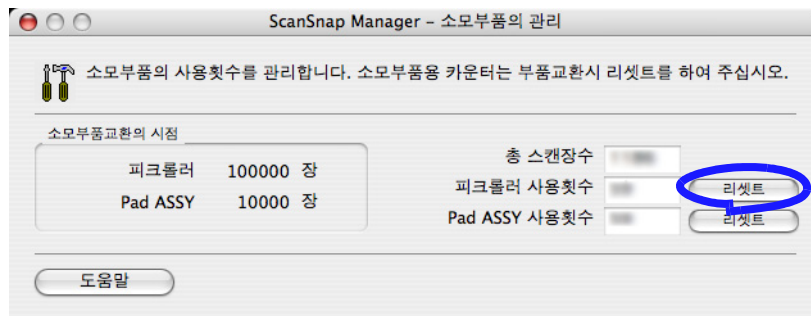 ScanSnap Manager – 소모부품의 관리
소모부품의 사용횟수를 관리합니다. 소모부품용 카운터는 부품교환시 리셋트를 하여 주십시오.
소모부품교환의 시점
피크롤러 100000 장
Pad ASSY 10000 장
총 스캔장수
피크롤러 사용횟수 리셋트
Pad ASSY 사용횟수 리셋트
도움말